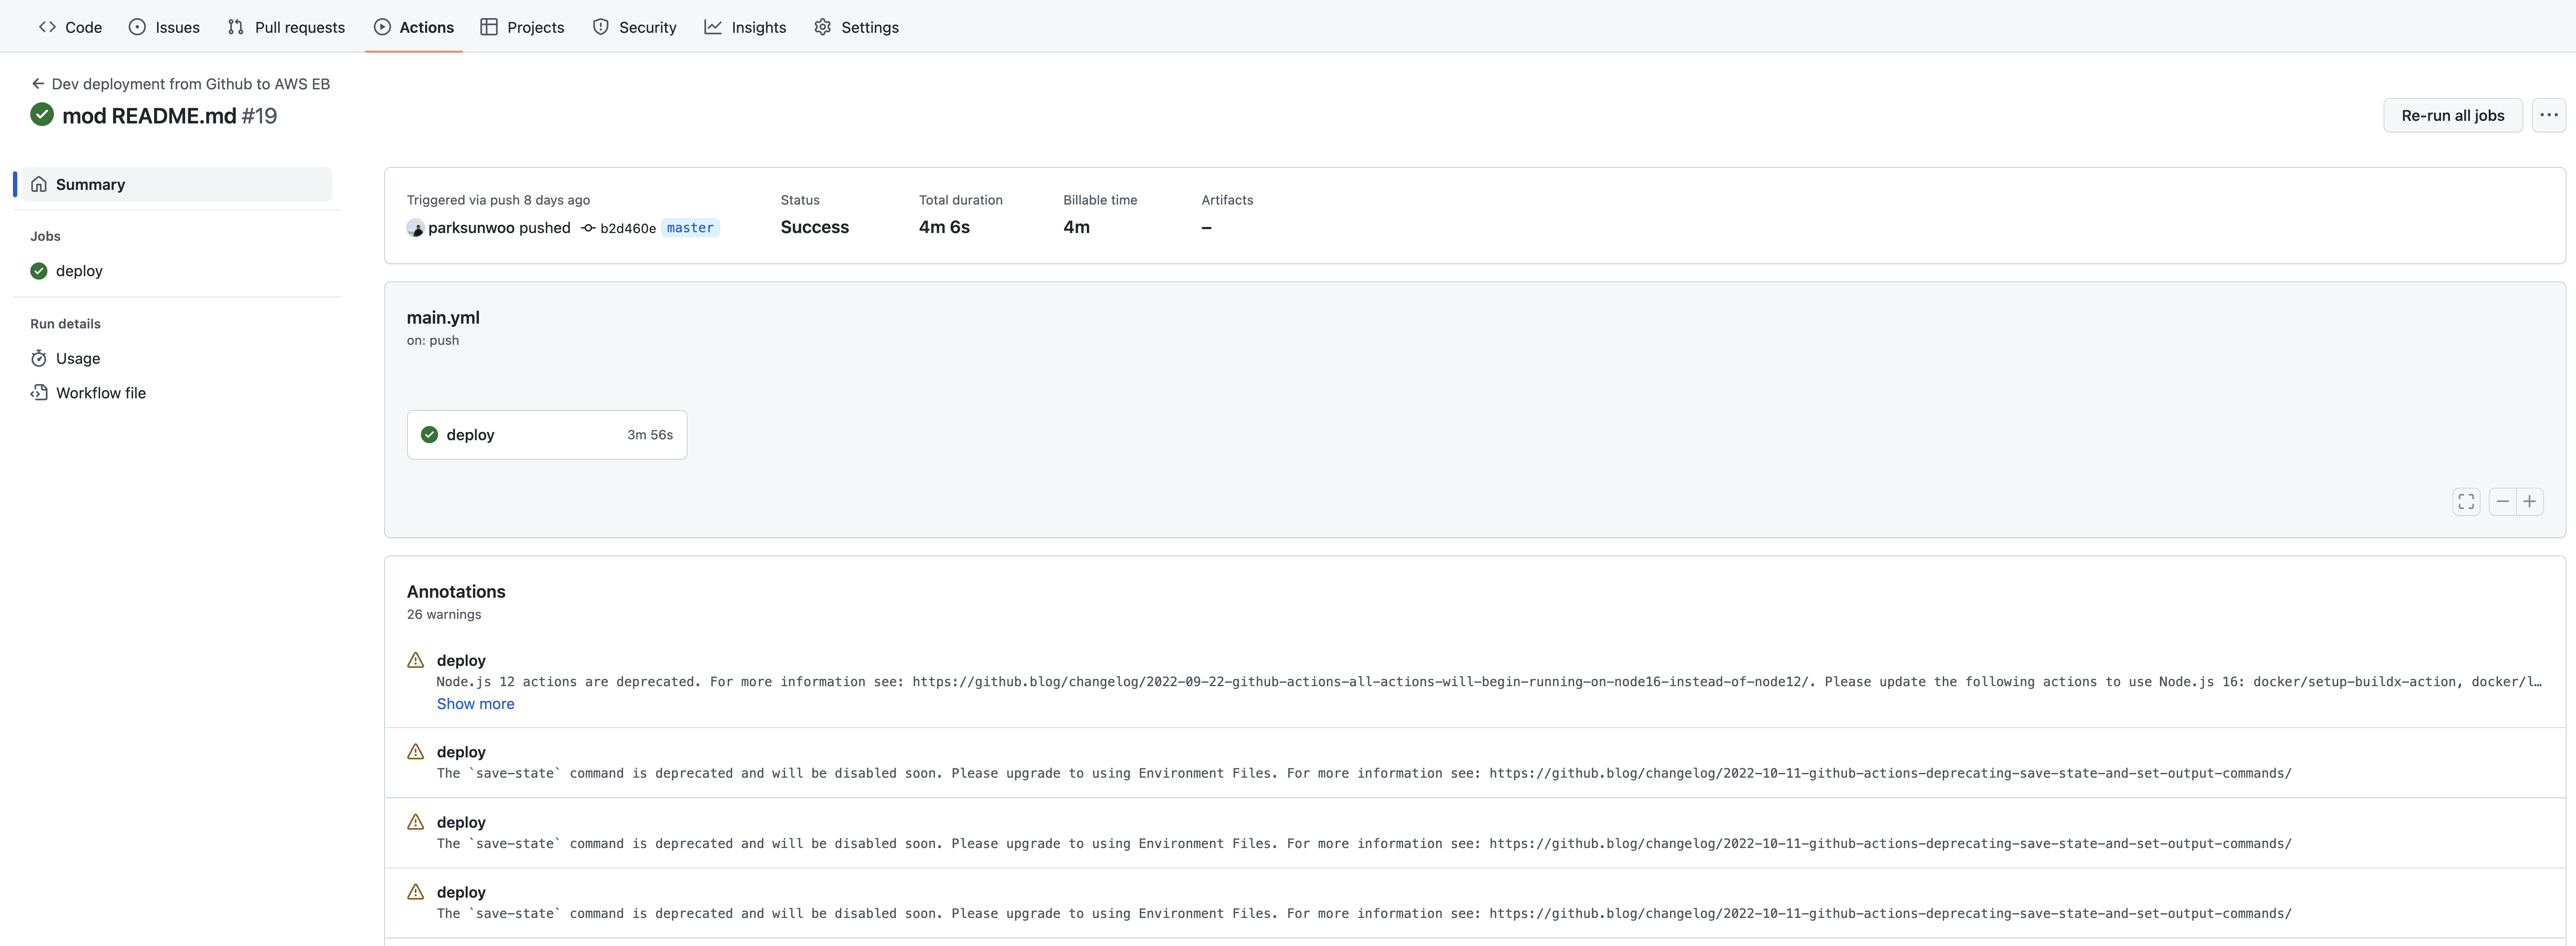 Code Issues Pull requests Actions Projects Security Insights Settings
Dev deployment from Github to AWS EB
mod README.md #19
Re-run all jobs
Summary
Jobs
deploy
Run details
Usage
Workflow file
Triggered via push 8 days ago
parksunwoo pushed b2d460e master
Status
Success
Total duration
4m 6s
Billable time
4m
Artifacts
–
main.yml
on: push
deploy 3m 56s
Annotations
26 warnings
deploy
Node.js 12 actions are deprecated. For more information see: https://github.blog/changelog/2022-09-22-github-actions-all-actions-will-begin-running-on-node16-instead-of-node12/. Please update the following actions to use Node.js 16: docker/setup-buildx-action, docker/l…
Show more
deploy
The `save-state` command is deprecated and will be disabled soon. Please upgrade to using Environment Files. For more information see: https://github.blog/changelog/2022-10-11-github-actions-deprecating-save-state-and-set-output-commands/
deploy
The `save-state` command is deprecated and will be disabled soon. Please upgrade to using Environment Files. For more information see: https://github.blog/changelog/2022-10-11-github-actions-deprecating-save-state-and-set-output-commands/
deploy
The `save-state` command is deprecated and will be disabled soon. Please upgrade to using Environment Files. For more information see: https://github.blog/changelog/2022-10-11-github-actions-deprecating-save-state-and-set-output-commands/